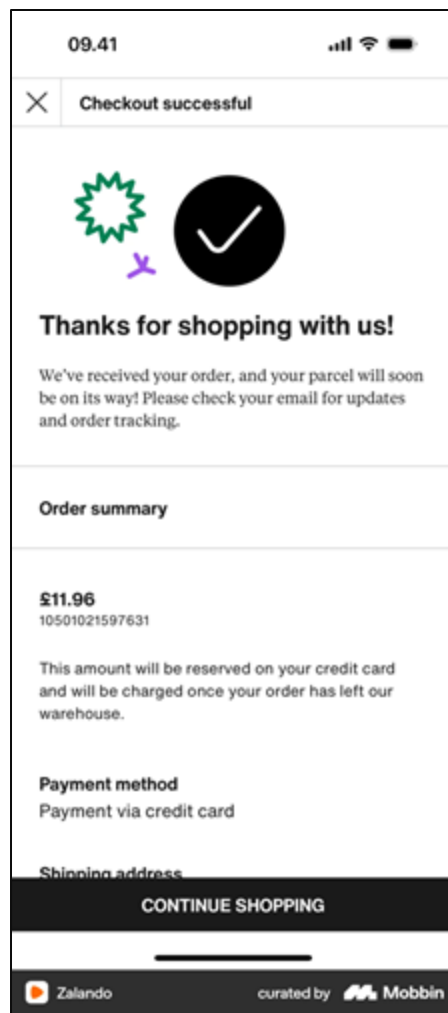 09.41
Checkout successful
Thanks for shopping with us!
We've received your order, and your parcel will soon
be on its way! Please check your email for updates
and order tracking.
Order summary
£11.96
10501021597631
This amount will be reserved on your credit card
and will be charged once your order has left our
warehouse.
Payment method
Payment via credit card
Shipping address
CONTINUE SHOPPING
Zalando
curated by Mobbin